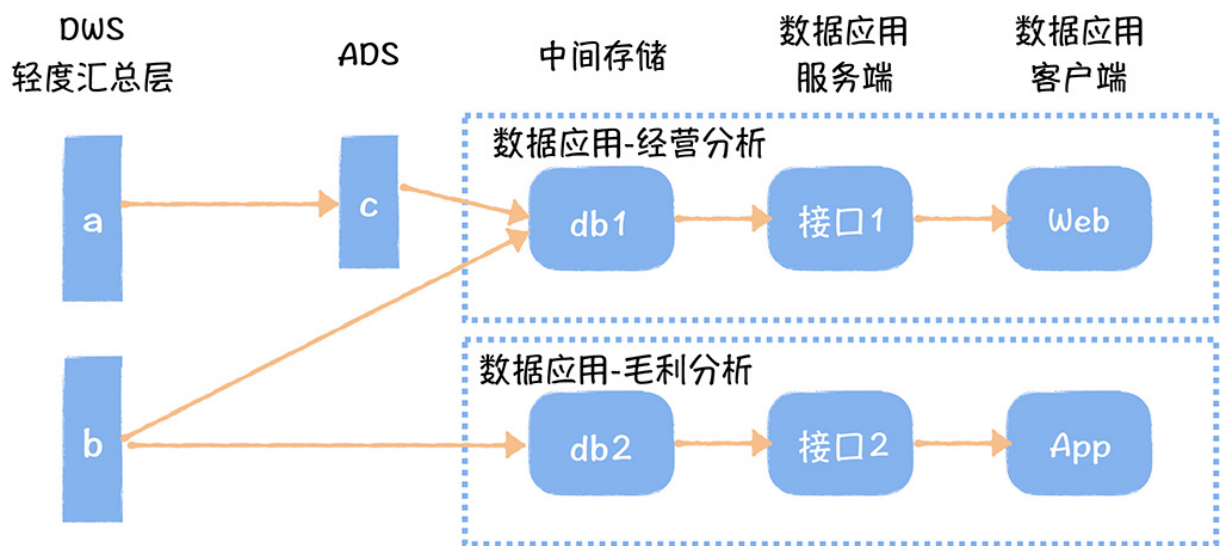 DWS
轻度汇总层
ADS
中间存储
数据应用
服务端
数据应用
客户端
数据应用-经营分析
a
c
db1
接口1
Web
数据应用-毛利分析
b
db2
接口2
App